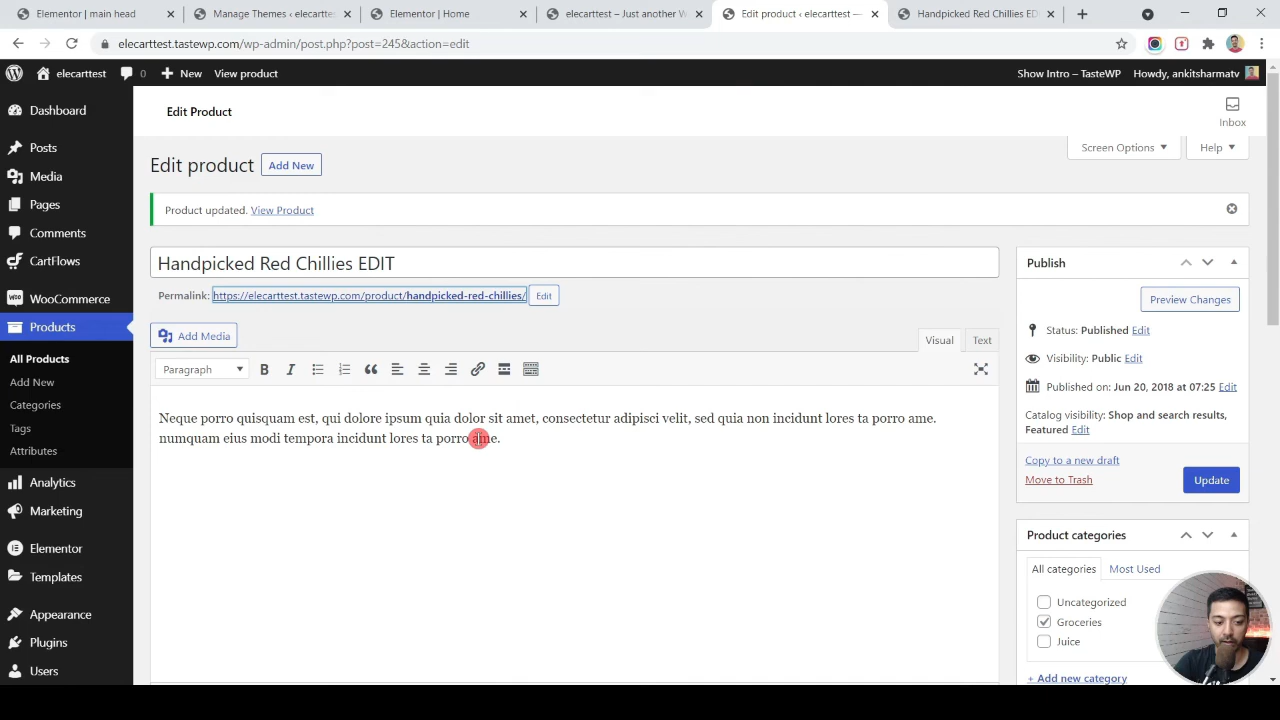 Elementor | main head
Manage Themes ‹ elecarttest
Elementor | Home
elecarttest – Just another W
Edit product ‹ elecarttest —
Handpicked Red Chillies EDI
elecarttest.tastewp.com/wp-admin/post.php?post=245&action=edit
elecarttest
0
New
View product
Show Intro – TasteWP
Howdy, ankitsharmatv
Dashboard
Posts
Media
Pages
Comments
CartFlows
WooCommerce
Products
All Products
Add New
Categories
Tags
Attributes
Analytics
Marketing
Elementor
Templates
Appearance
Plugins
Users
Edit Product
Inbox
Screen Options
Help
Edit product
Add New
Product updated. View Product
Handpicked Red Chillies EDIT
Permalink: https://elecarttest.tastewp.com/product/handpicked-red-chillies/ Edit
Add Media
Visual
Text
Paragraph
B
I
Neque porro quisquam est, qui dolore ipsum quia dolor sit amet, consectetur adipisci velit, sed quia non incidunt lores ta porro ame.
numquam eius modi tempora incidunt lores ta porro ame.
Publish
Preview Changes
Status: Published Edit
Visibility: Public Edit
Published on: Jun 20, 2018 at 07:25 Edit
Catalog visibility: Shop and search results,
Featured Edit
Copy to a new draft
Move to Trash
Update
Product categories
All categories
Most Used
Uncategorized
Groceries
Juice
+ Add new category